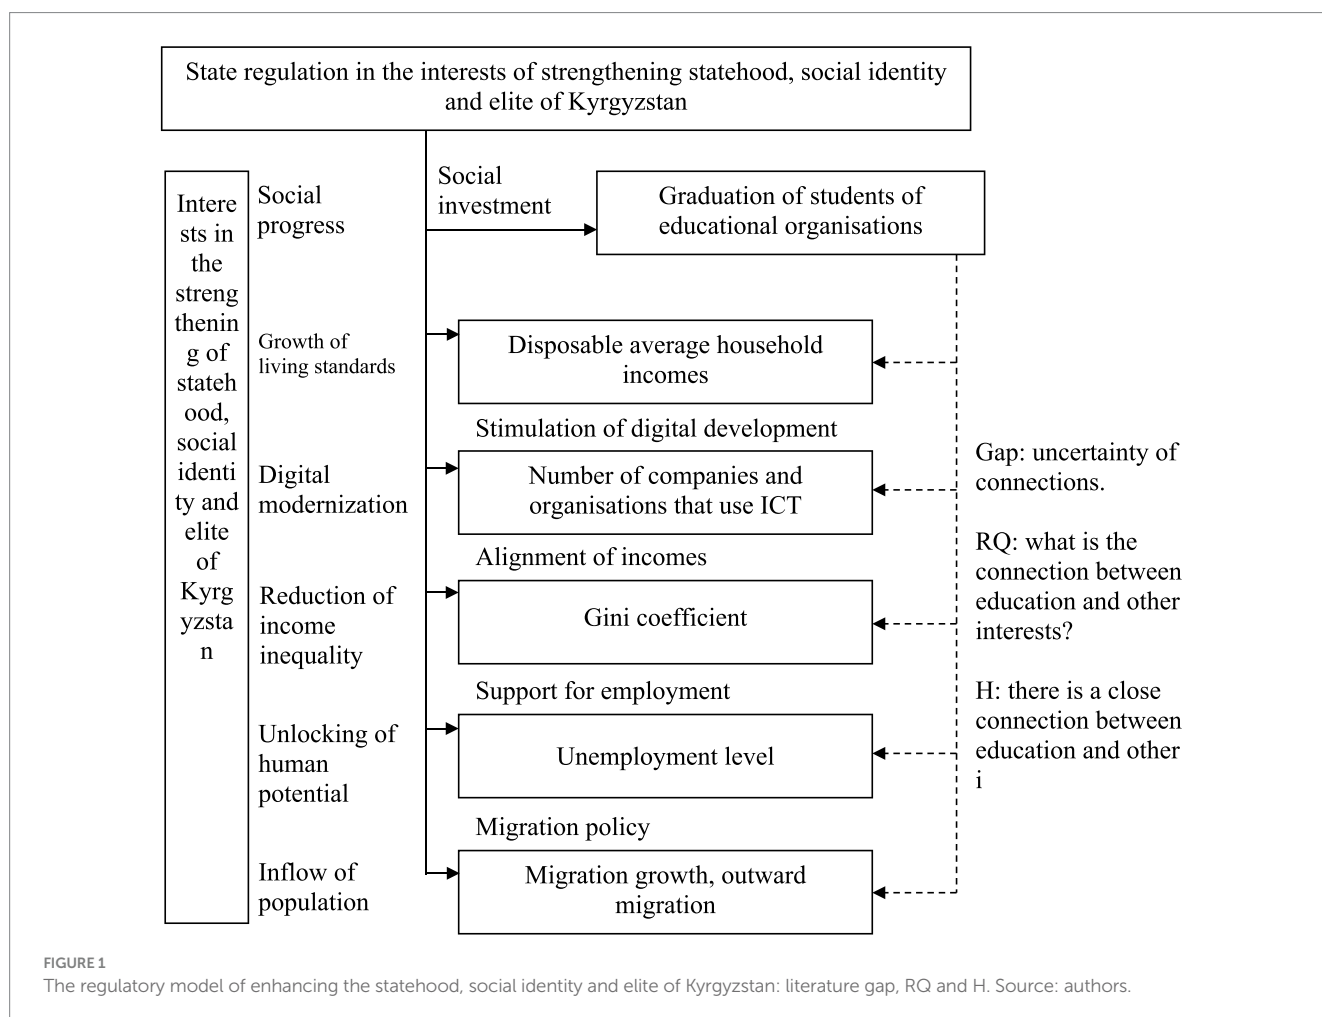 State regulation in the interests of strengthening statehood, social identity
and elite of Kyrgyzstan
Intere
sts in
the
streng
thenin
g of
stateh
ood,
social
identi
ty and
elite
of
Kyrg
yzsta
n
Social
progress
Social
investment
Graduation of students of
educational organisations
Growth of
living standards
Disposable average household
incomes
Stimulation of digital development
Digital
modernization
Number of companies and
organisations that use ICT
Alignment of incomes
Reduction of
income
inequality
Gini coefficient
Support for employment
Unlocking of
human
potential
Unemployment level
Migration policy
Inflow of
population
Migration growth, outward
migration
Gap: uncertainty of
connections.
RQ: what is the
connection between
education and other
interests?
H: there is a close
connection between
education and other
i
FIGURE 1
The regulatory model of enhancing the statehood, social identity and elite of Kyrgyzstan: literature gap, RQ and H. Source: authors.